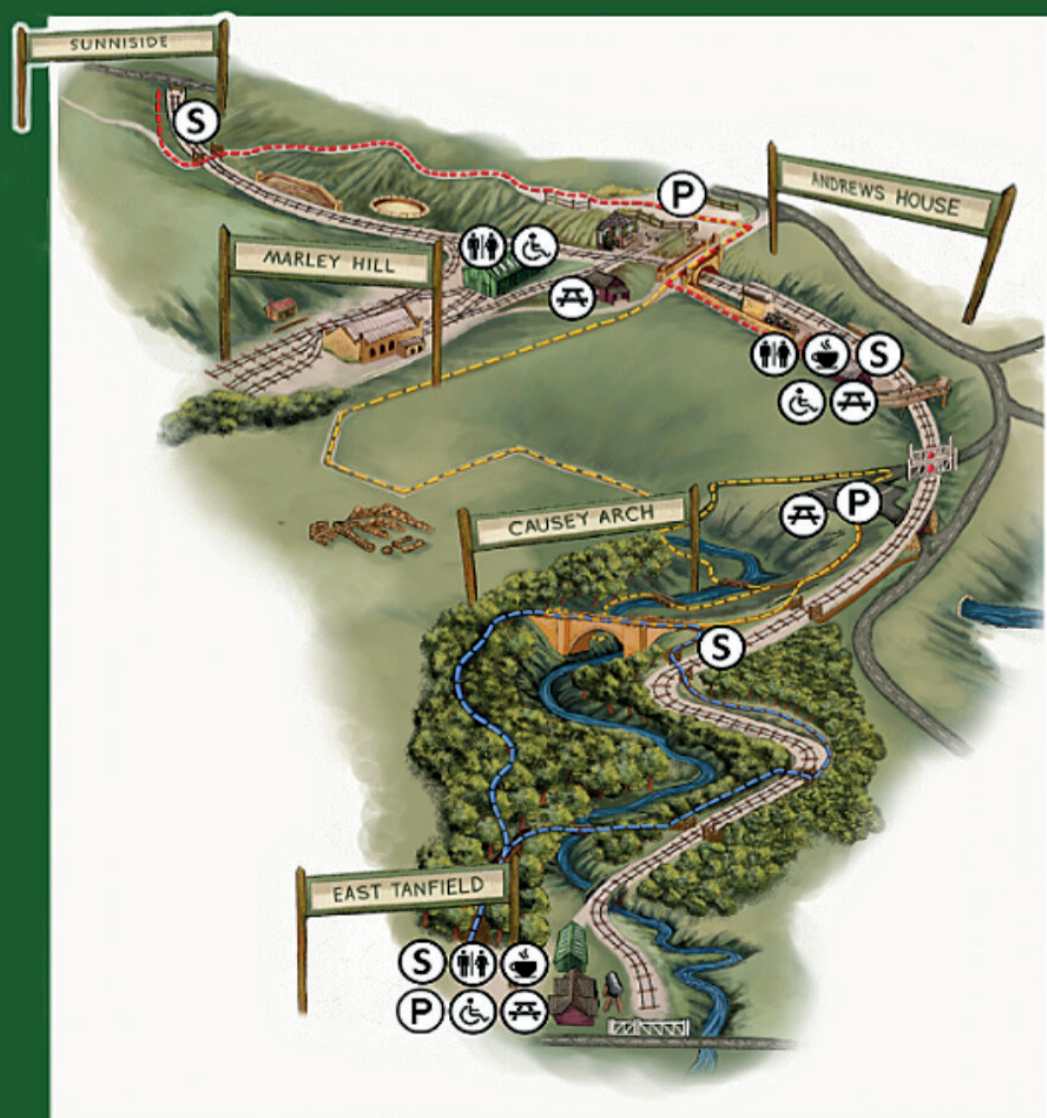 SUNNISIDE
S
P
ANDREWS HOUSE
MARLEY HILL
S
P
CAUSEY ARCH
S
EAST TANFIELD
S
P